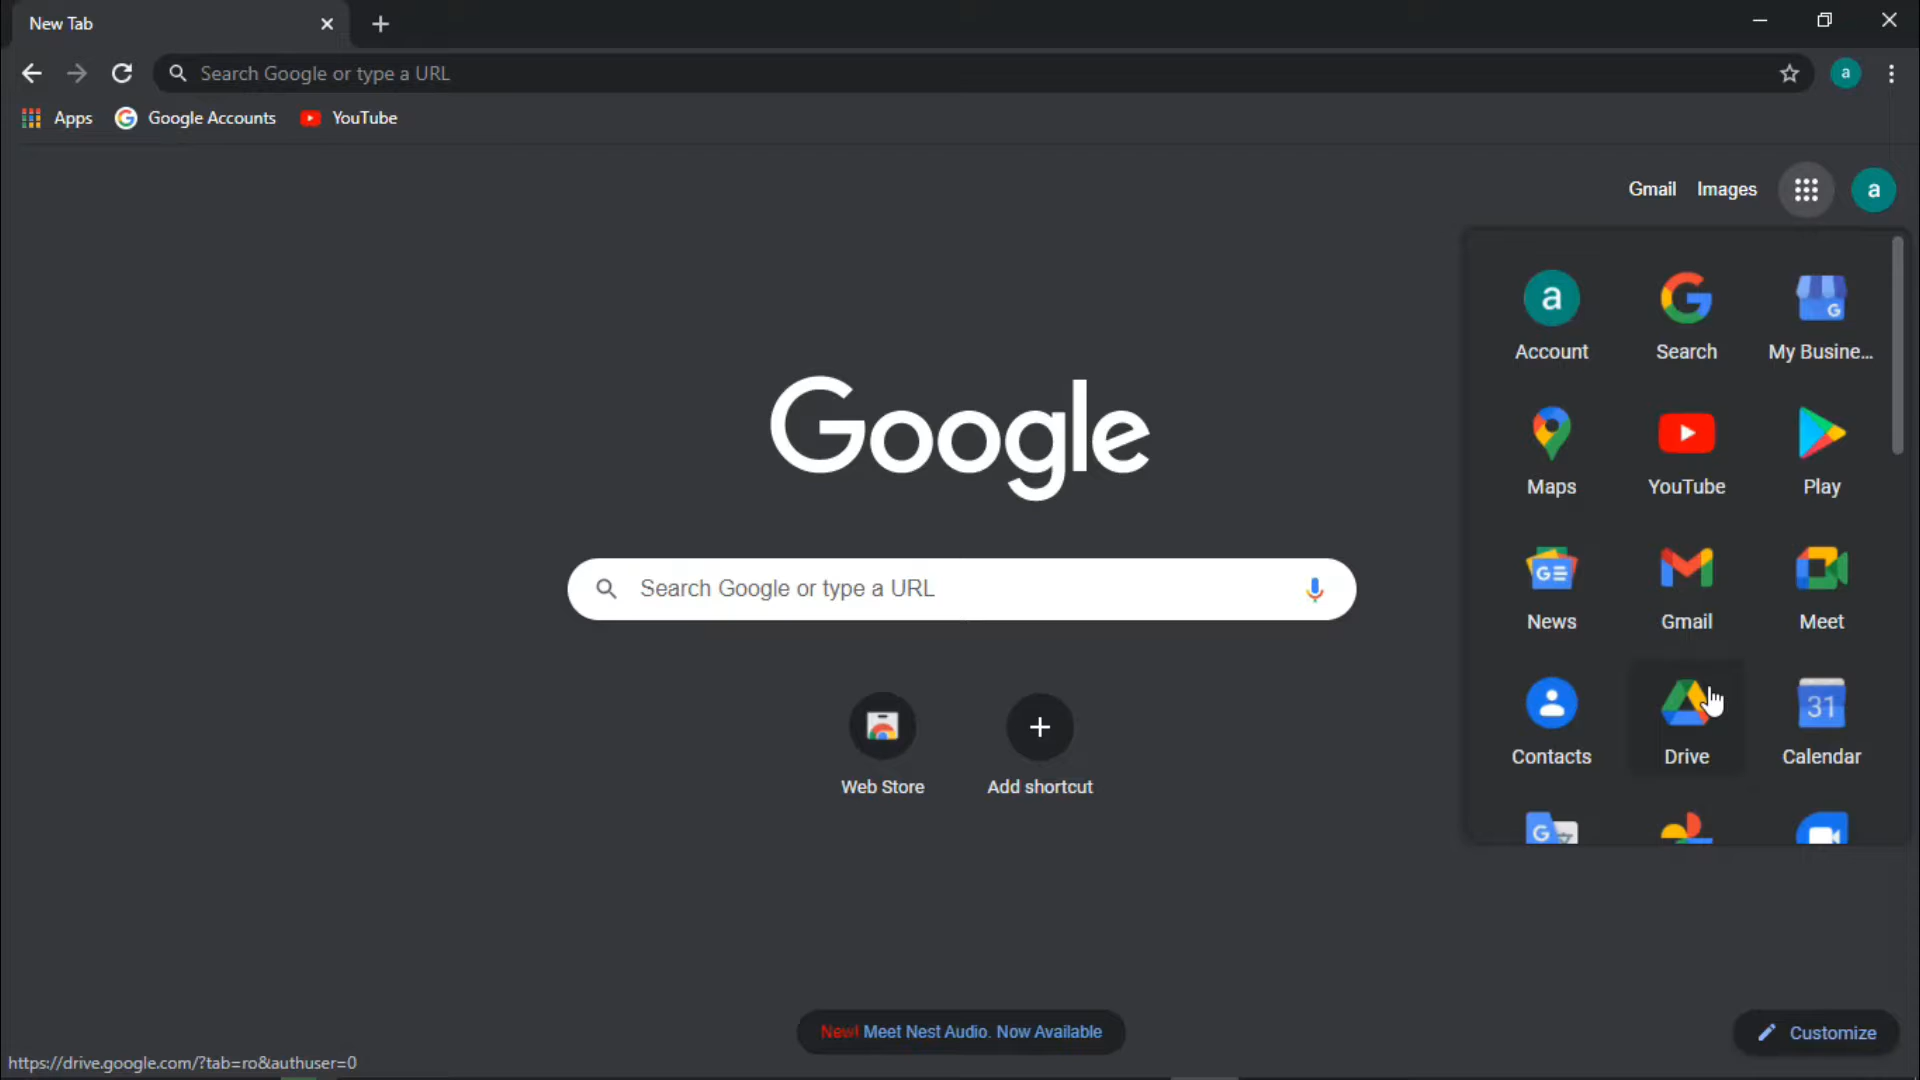 New Tab
Search Google or type a URL
a
Apps
Google Accounts
YouTube
Gmail
Images
a
a
Account
Search
G
My Busine...
Maps
YouTube
Play
GE
News
Gmail
Meet
31
Contacts
Drive
Calendar
G
Google
Search Google or type a URL
Web Store
Add shortcut
New! Meet Nest Audio. Now Available
Customize
https://drive.google.com/?tab=ro&authuser=0